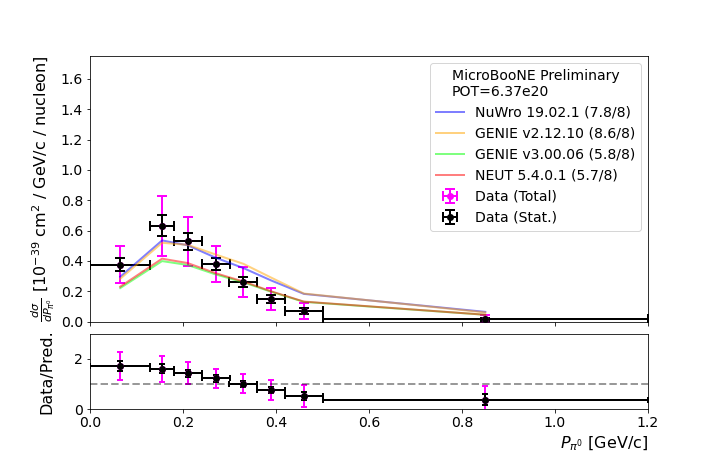 MicroBooNE Preliminary
POT=6.37e20
NuWro 19.02.1 (7.8/8)
GENIE v2.12.10 (8.6/8)
GENIE v3.00.06 (5.8/8)
NEUT 5.4.0.1 (5.7/8)
Data (Total)
Data (Stat.)
dσ/dP_{π⁰} [10⁻³⁹ cm² / GeV/c / nucleon]
1.6
1.4
1.2
1.0
0.8
0.6
0.4
0.2
0.0
Data/Pred.
2
0
0.0 0.2 0.4 0.6 0.8 1.0 1.2
P_{π⁰} [GeV/c]